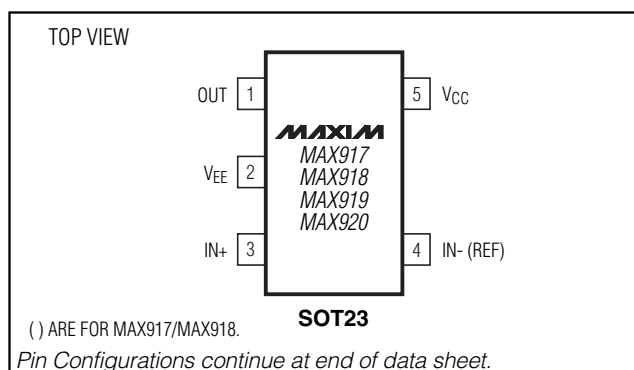 TOP VIEW
OUT 1
5 VCC
MAXIM
MAX917
MAX918
MAX919
MAX920
VEE 2
IN+ 3
4 IN- (REF)
SOT23
( ) ARE FOR MAX917/MAX918.
Pin Configurations continue at end of data sheet.